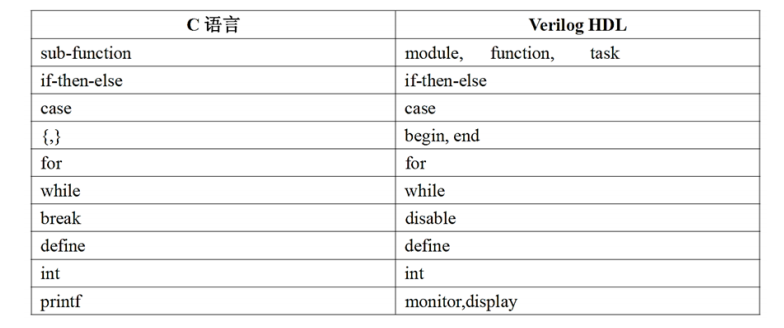 C 语言 Verilog HDL
sub-function module, function, task
if-then-else if-then-else
case case
{,} begin, end
for for
while while
break disable
define define
int int
printf monitor,display